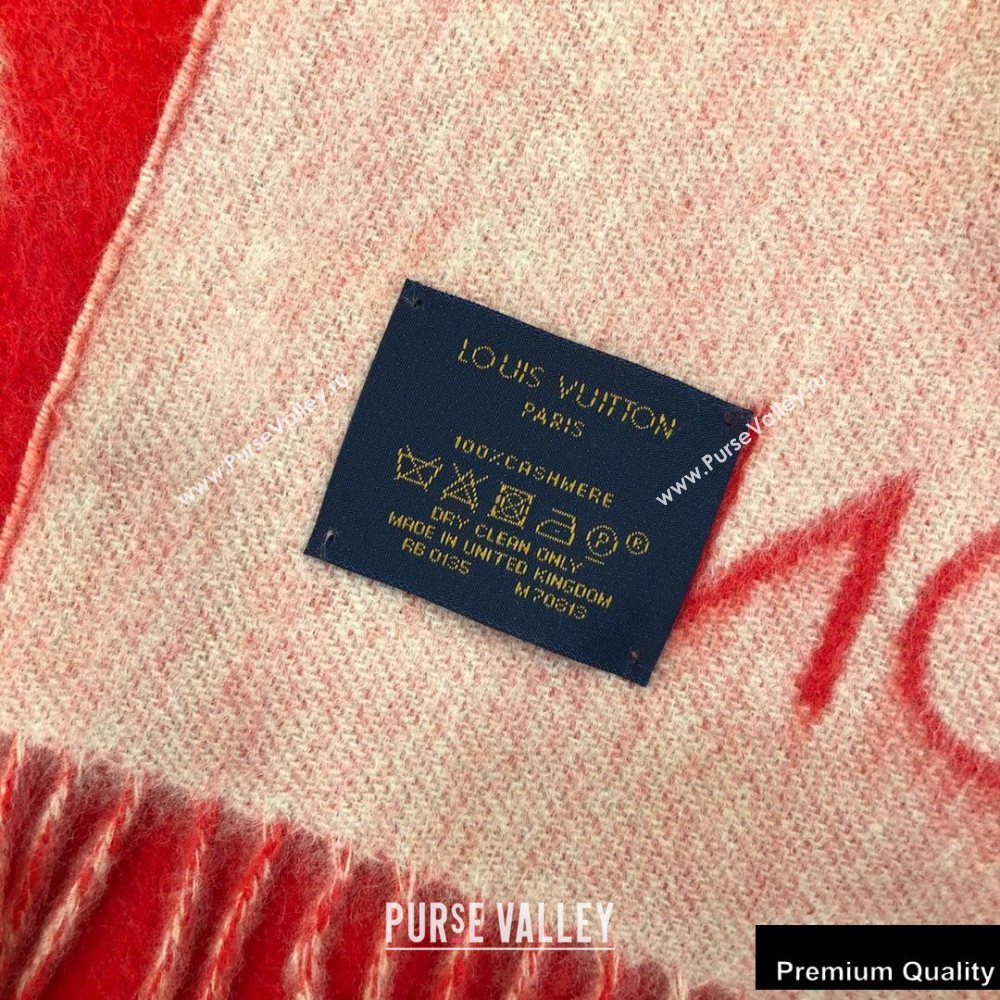 LOUIS VUITTON
PARIS
100%CASHMERE
DRY CLEAN ONLY
MADE IN UNITED KINGDOM
RB 0135 M70613
www.PurseValley.ru
www.PurseValley.ru
PURSE VALLEY
Premium Quality